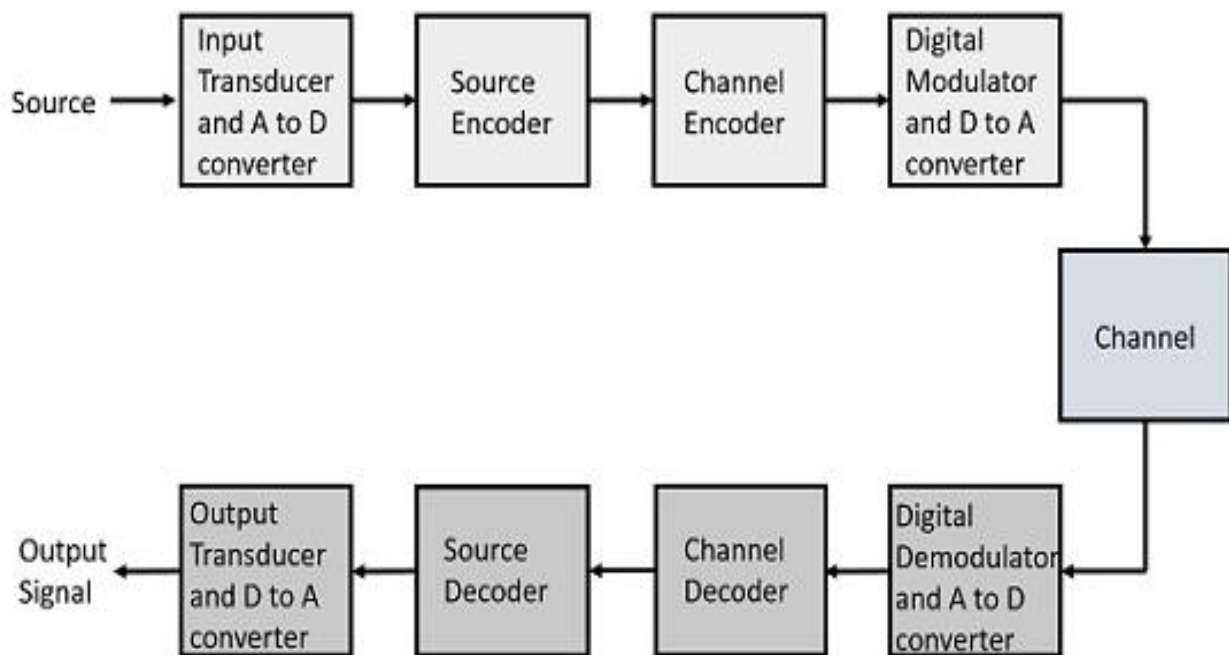 Source
Input
Transducer
and A to D
converter
Source
Encoder
Channel
Encoder
Digital
Modulator
and D to A
converter
Channel
Digital
Demodulator
and A to D
converter
Channel
Decoder
Source
Decoder
Output
Transducer
and D to A
converter
Output
Signal